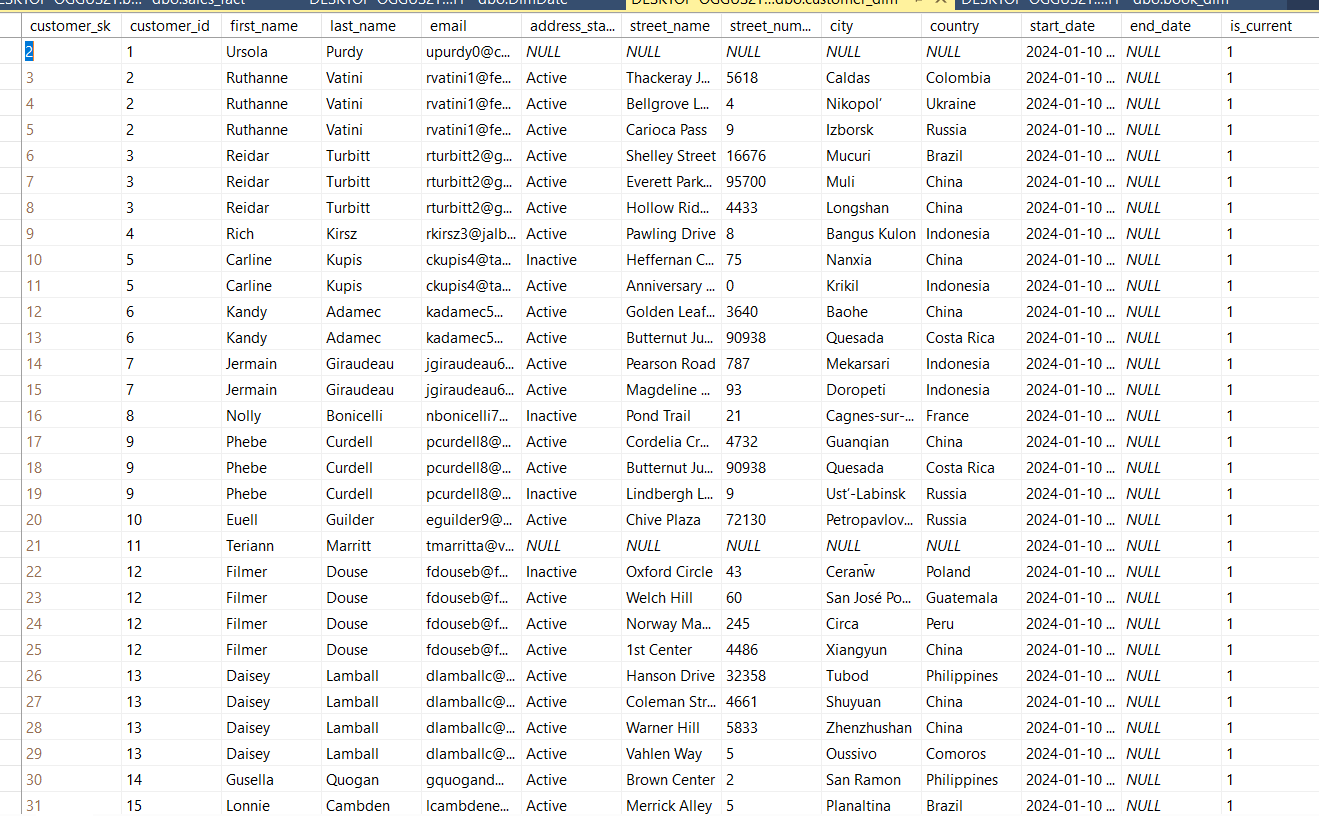 dbo.sales_fact dbo.DimDate dbo.customer_dim dbo.book_dim
customer_sk customer_id first_name last_name email address_sta... street_name street_num... city country start_date end_date is_current
2 1 Ursola Purdy upurdy0@c... NULL NULL NULL NULL NULL 2024-01-10 ... NULL 1
3 2 Ruthanne Vatini rvatini1@fe... Active Thackeray J... 5618 Caldas Colombia 2024-01-10 ... NULL 1
4 2 Ruthanne Vatini rvatini1@fe... Active Bellgrove L... 4 Nikopol’ Ukraine 2024-01-10 ... NULL 1
5 2 Ruthanne Vatini rvatini1@fe... Active Carioca Pass 9 Izborsk Russia 2024-01-10 ... NULL 1
6 3 Reidar Turbitt rturbitt2@g... Active Shelley Street 16676 Mucuri Brazil 2024-01-10 ... NULL 1
7 3 Reidar Turbitt rturbitt2@g... Active Everett Park... 95700 Muli China 2024-01-10 ... NULL 1
8 3 Reidar Turbitt rturbitt2@g... Active Hollow Rid... 4433 Longshan China 2024-01-10 ... NULL 1
9 4 Rich Kirsz rkirsz3@jalb... Active Pawling Drive 8 Bangus Kulon Indonesia 2024-01-10 ... NULL 1
10 5 Carline Kupis ckupis4@ta... Inactive Heffernan C... 75 Nanxia China 2024-01-10 ... NULL 1
11 5 Carline Kupis ckupis4@ta... Active Anniversary ... 0 Krikil Indonesia 2024-01-10 ... NULL 1
12 6 Kandy Adamec kadamec5... Active Golden Leaf... 3640 Baohe China 2024-01-10 ... NULL 1
13 6 Kandy Adamec kadamec5... Active Butternut Ju... 90938 Quesada Costa Rica 2024-01-10 ... NULL 1
14 7 Jermain Giraudeau jgiraudeau6... Active Pearson Road 787 Mekarsari Indonesia 2024-01-10 ... NULL 1
15 7 Jermain Giraudeau jgiraudeau6... Active Magdeline ... 93 Doropeti Indonesia 2024-01-10 ... NULL 1
16 8 Nolly Bonicelli nbonicelli7... Inactive Pond Trail 21 Cagnes-sur-... France 2024-01-10 ... NULL 1
17 9 Phebe Curdell pcurdell8@... Active Cordelia Cr... 4732 Guanqian China 2024-01-10 ... NULL 1
18 9 Phebe Curdell pcurdell8@... Active Butternut Ju... 90938 Quesada Costa Rica 2024-01-10 ... NULL 1
19 9 Phebe Curdell pcurdell8@... Inactive Lindbergh L... 9 Ust’-Labinsk Russia 2024-01-10 ... NULL 1
20 10 Euell Guilder eguilder9@... Active Chive Plaza 72130 Petropavlov... Russia 2024-01-10 ... NULL 1
21 11 Teriann Marritt tmarritta@v... NULL NULL NULL NULL NULL 2024-01-10 ... NULL 1
22 12 Filmer Douse fdouseb@f... Inactive Oxford Circle 43 Ceranw̄ Poland 2024-01-10 ... NULL 1
23 12 Filmer Douse fdouseb@f... Active Welch Hill 60 San José Po... Guatemala 2024-01-10 ... NULL 1
24 12 Filmer Douse fdouseb@f... Active Norway Ma... 245 Circa Peru 2024-01-10 ... NULL 1
25 12 Filmer Douse fdouseb@f... Active 1st Center 4486 Xiangyun China 2024-01-10 ... NULL 1
26 13 Daisey Lamball dlamballc@... Active Hanson Drive 32358 Tubod Philippines 2024-01-10 ... NULL 1
27 13 Daisey Lamball dlamballc@... Active Coleman Str... 4661 Shuyuan China 2024-01-10 ... NULL 1
28 13 Daisey Lamball dlamballc@... Active Warner Hill 5833 Zhenzhushan China 2024-01-10 ... NULL 1
29 13 Daisey Lamball dlamballc@... Active Vahlen Way 5 Oussivo Comoros 2024-01-10 ... NULL 1
30 14 Gusella Quogan gquogand... Active Brown Center 2 San Ramon Philippines 2024-01-10 ... NULL 1
31 15 Lonnie Cambden lcambdene... Active Merrick Alley 5 Planaltina Brazil 2024-01-10 ... NULL 1